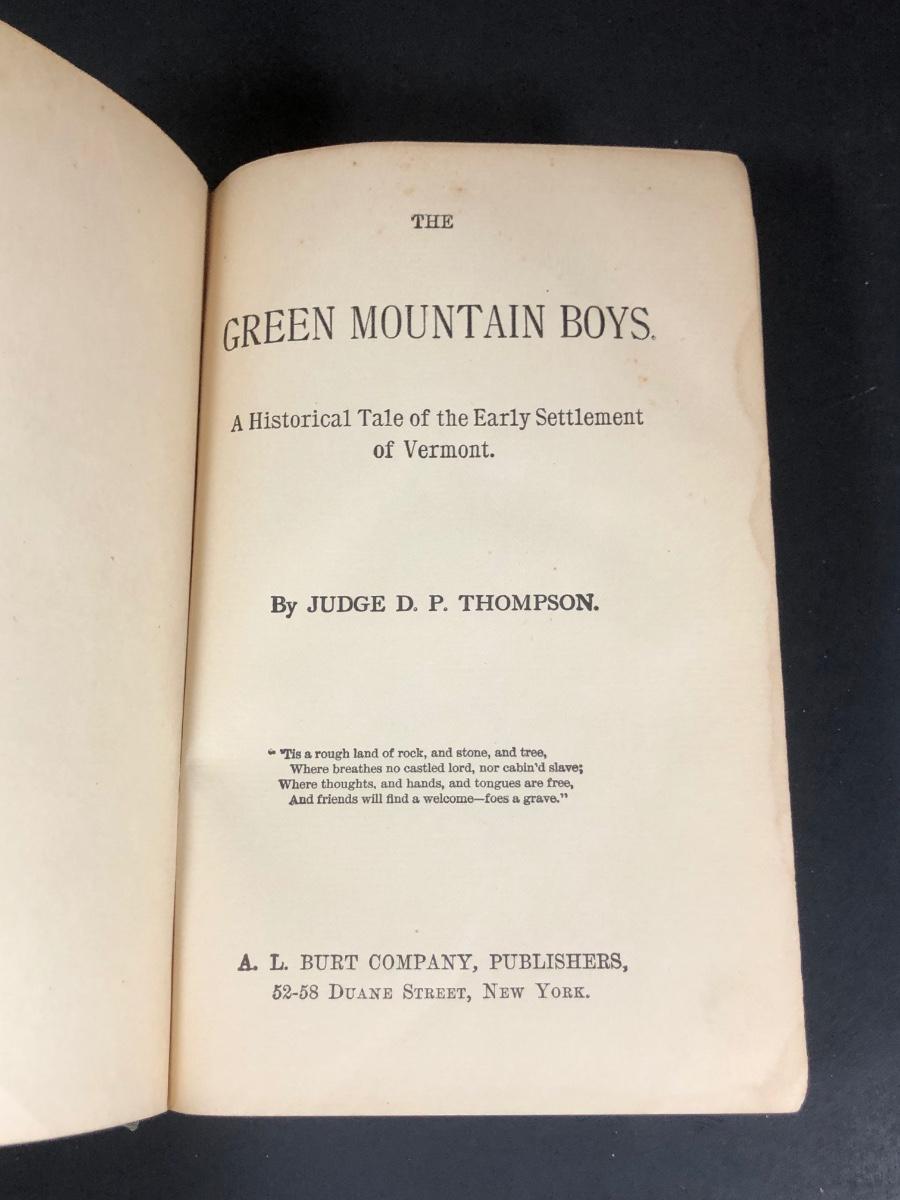 THE
GREEN MOUNTAIN BOYS.
A Historical Tale of the Early Settlement
of Vermont.
By JUDGE D. P. THOMPSON.
“ 'Tis a rough land of rock, and stone, and tree,
Where breathes no castled lord, nor cabin'd slave;
Where thoughts, and hands, and tongues are free,
And friends will find a welcome—foes a grave.”
A. L. BURT COMPANY, PUBLISHERS,
52-58 DUANE STREET, NEW YORK.